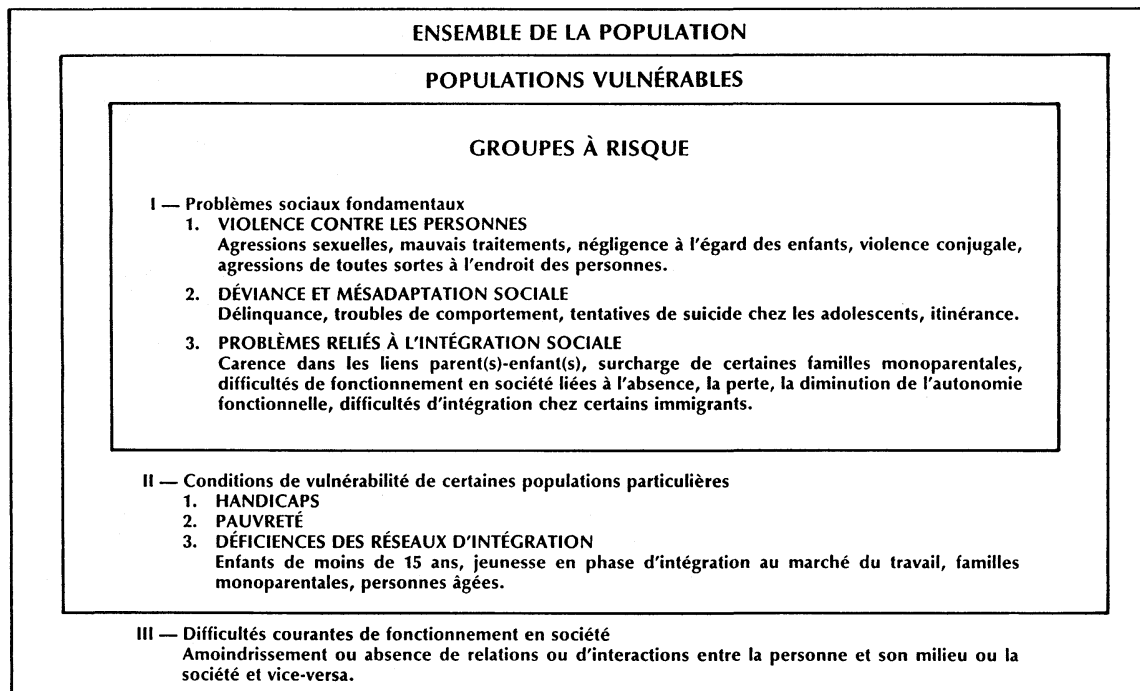 ENSEMBLE DE LA POPULATION
POPULATIONS VULNÉRABLES
GROUPES À RISQUE
I — Problèmes sociaux fondamentaux
1. VIOLENCE CONTRE LES PERSONNES
Agressions sexuelles, mauvais traitements, négligence à l'égard des enfants, violence conjugale,
agressions de toutes sortes à l'endroit des personnes.
2. DÉVIANCE ET MÉSADAPTATION SOCIALE
Délinquance, troubles de comportement, tentatives de suicide chez les adolescents, itinérance.
3. PROBLÈMES RELIÉS À L'INTÉGRATION SOCIALE
Carence dans les liens parent(s)-enfant(s), surcharge de certaines familles monoparentales,
difficultés de fonctionnement en société liées à l'absence, la perte, la diminution de l'autonomie
fonctionnelle, difficultés d'intégration chez certains immigrants.
II — Conditions de vulnérabilité de certaines populations particulières
1. HANDICAPS
2. PAUVRETÉ
3. DÉFICIENCES DES RÉSEAUX D'INTÉGRATION
Enfants de moins de 15 ans, jeunesse en phase d'intégration au marché du travail, familles
monoparentales, personnes âgées.
III — Difficultés courantes de fonctionnement en société
Amoindrissement ou absence de relations ou d'interactions entre la personne et son milieu ou la
société et vice-versa.